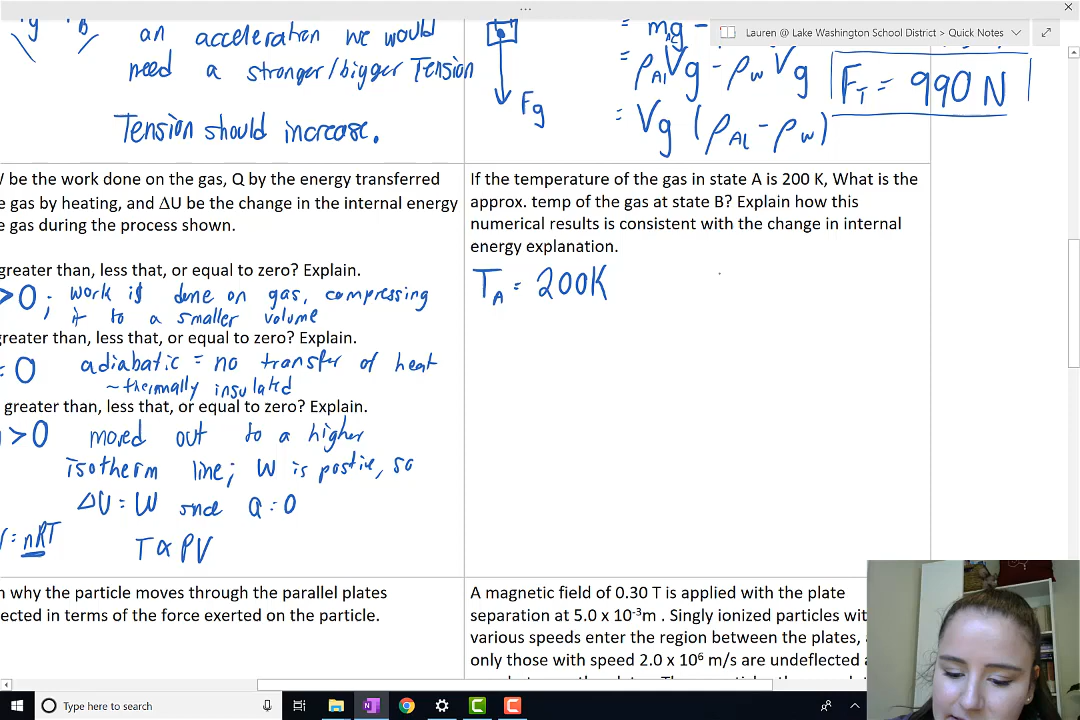 Lauren @ Lake Washington School District > Quick Notes
an acceleration we would
need a stronger/bigger Tension
Tension should increase.
Fg
= mg -
= ρAlVg - ρwVg
= Vg (ρAl - ρw)
FT = 990 N
be the work done on the gas, Q by the energy transferred
e gas by heating, and ΔU be the change in the internal energy
e gas during the process shown.
greater than, less that, or equal to zero? Explain.
>0; work is done on gas, compressing
it to a smaller volume
greater than, less that, or equal to zero? Explain.
= 0 adiabatic = no transfer of heat
~thermally insulated
greater than, less that, or equal to zero? Explain.
>0 moved out to a higher
isotherm line; W is postive, so
ΔU = W snce Q = 0
= nRT T ∝ PV
If the temperature of the gas in state A is 200 K, What is the
approx. temp of the gas at state B? Explain how this
numerical results is consistent with the change in internal
energy explanation.
TA = 200K
n why the particle moves through the parallel plates
ected in terms of the force exerted on the particle.
A magnetic field of 0.30 T is applied with the plate
separation at 5.0 x 10⁻³m . Singly ionized particles wit
various speeds enter the region between the plates,
only those with speed 2.0 x 10⁶ m/s are undeflected
Type here to search